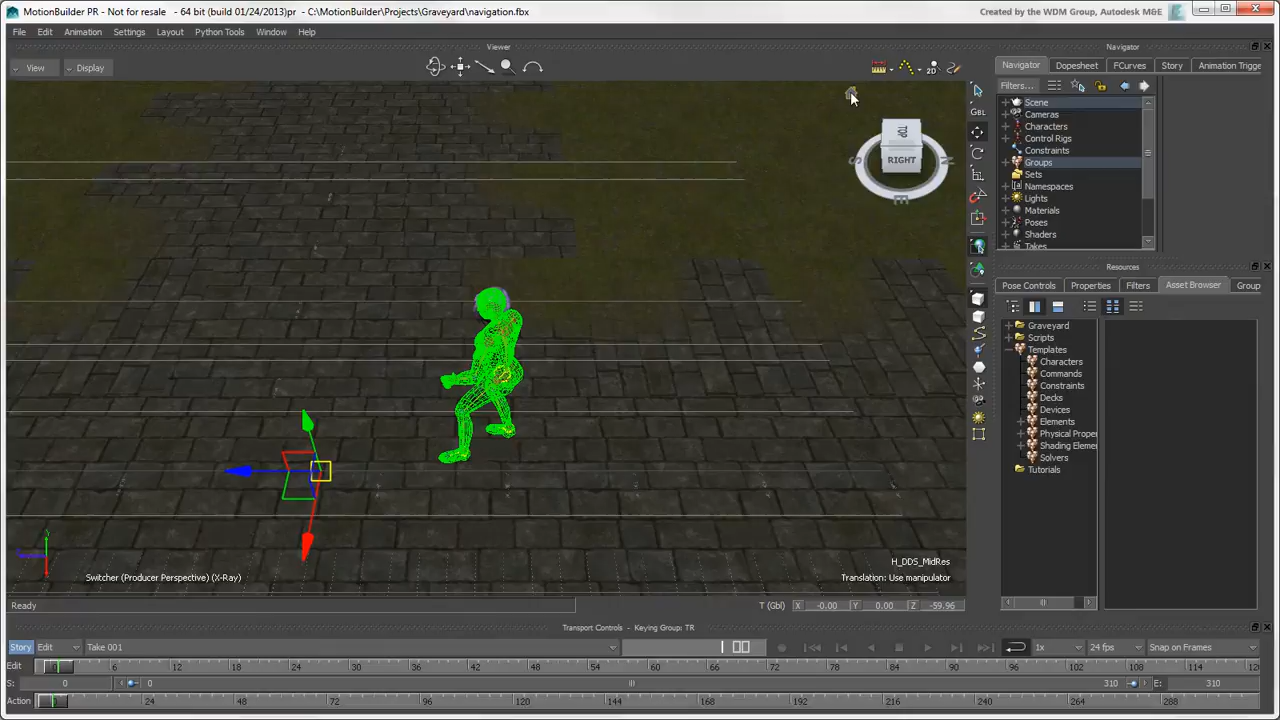 MotionBuilder PR - Not for resale - 64 bit (build 01/24/2013)pr - C:\MotionBuilder\Projects\Graveyard\navigation.fbx
Created by the WDM Group, Autodesk M&E
File Edit Animation Settings Layout Python Tools Window Help
Viewer
Navigator
View Display
2D
Navigator Dopesheet FCurves Story Animation Trigge
Filters...
GBL
Scene
Cameras
Characters
Control Rigs
Constraints
Groups
Sets
Namespaces
Lights
Materials
Poses
Shaders
Takes
TOP
RIGHT
S
N
E
Resources
Pose Controls Properties Filters Asset Browser Group
Graveyard
Scripts
Templates
Characters
Commands
Constraints
Decks
Devices
Elements
Physical Proper
Shading Eleme
Solvers
Tutorials
Switcher (Producer Perspective) (X-Ray)
H_DDS_MidRes
Translation: Use manipulator
Ready
T (Gbl) X -0.00 Y 0.00 Z -59.96
Transport Controls - Keying Group: TR
Story Edit Take 001 1x 24 fps Snap on Frames
Edit 0 6 12 18 24 30 36 42 48 54 60 66 72 78 84 90 96 102 108 114 120
S: 0 0 310 E: 310
Action 0 24 48 72 96 120 144 168 192 216 240 264 288